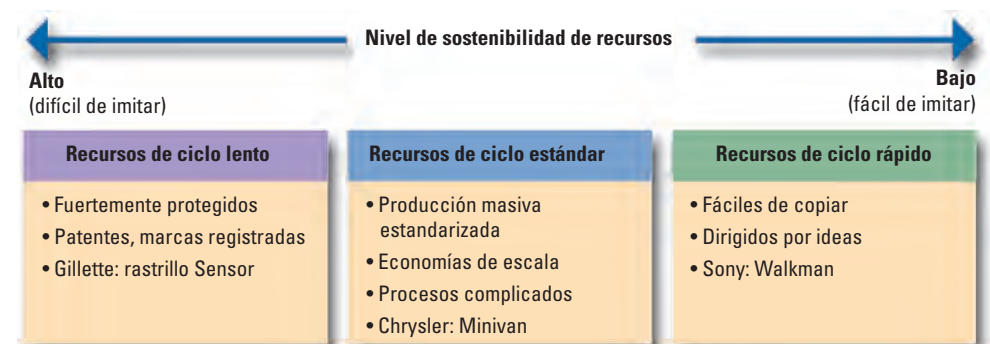 Nivel de sostenibilidad de recursos
Alto
(difícil de imitar)
Bajo
(fácil de imitar)
Recursos de ciclo lento
• Fuertemente protegidos
• Patentes, marcas registradas
• Gillette: rastrillo Sensor
Recursos de ciclo estándar
• Producción masiva
estandarizada
• Economías de escala
• Procesos complicados
• Chrysler: Minivan
Recursos de ciclo rápido
• Fáciles de copiar
• Dirigidos por ideas
• Sony: Walkman